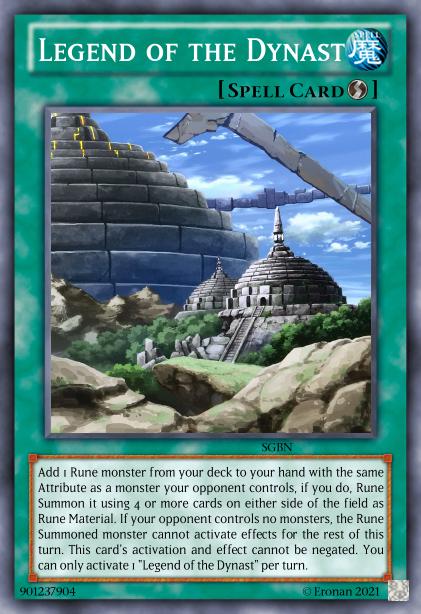 LEGEND OF THE DYNAST
SPELL
魔
[SPELL CARD]
SGBN
Add 1 Rune monster from your deck to your hand with the same
Attribute as a monster your opponent controls, if you do, Rune
Summon it using 4 or more cards on either side of the field as
Rune Material. If your opponent controls no monsters, the Rune
Summoned monster cannot activate effects for the rest of this
turn. This card's activation and effect cannot be negated. You
can only activate 1 "Legend of the Dynast" per turn.
901237904
© Eronan 2021